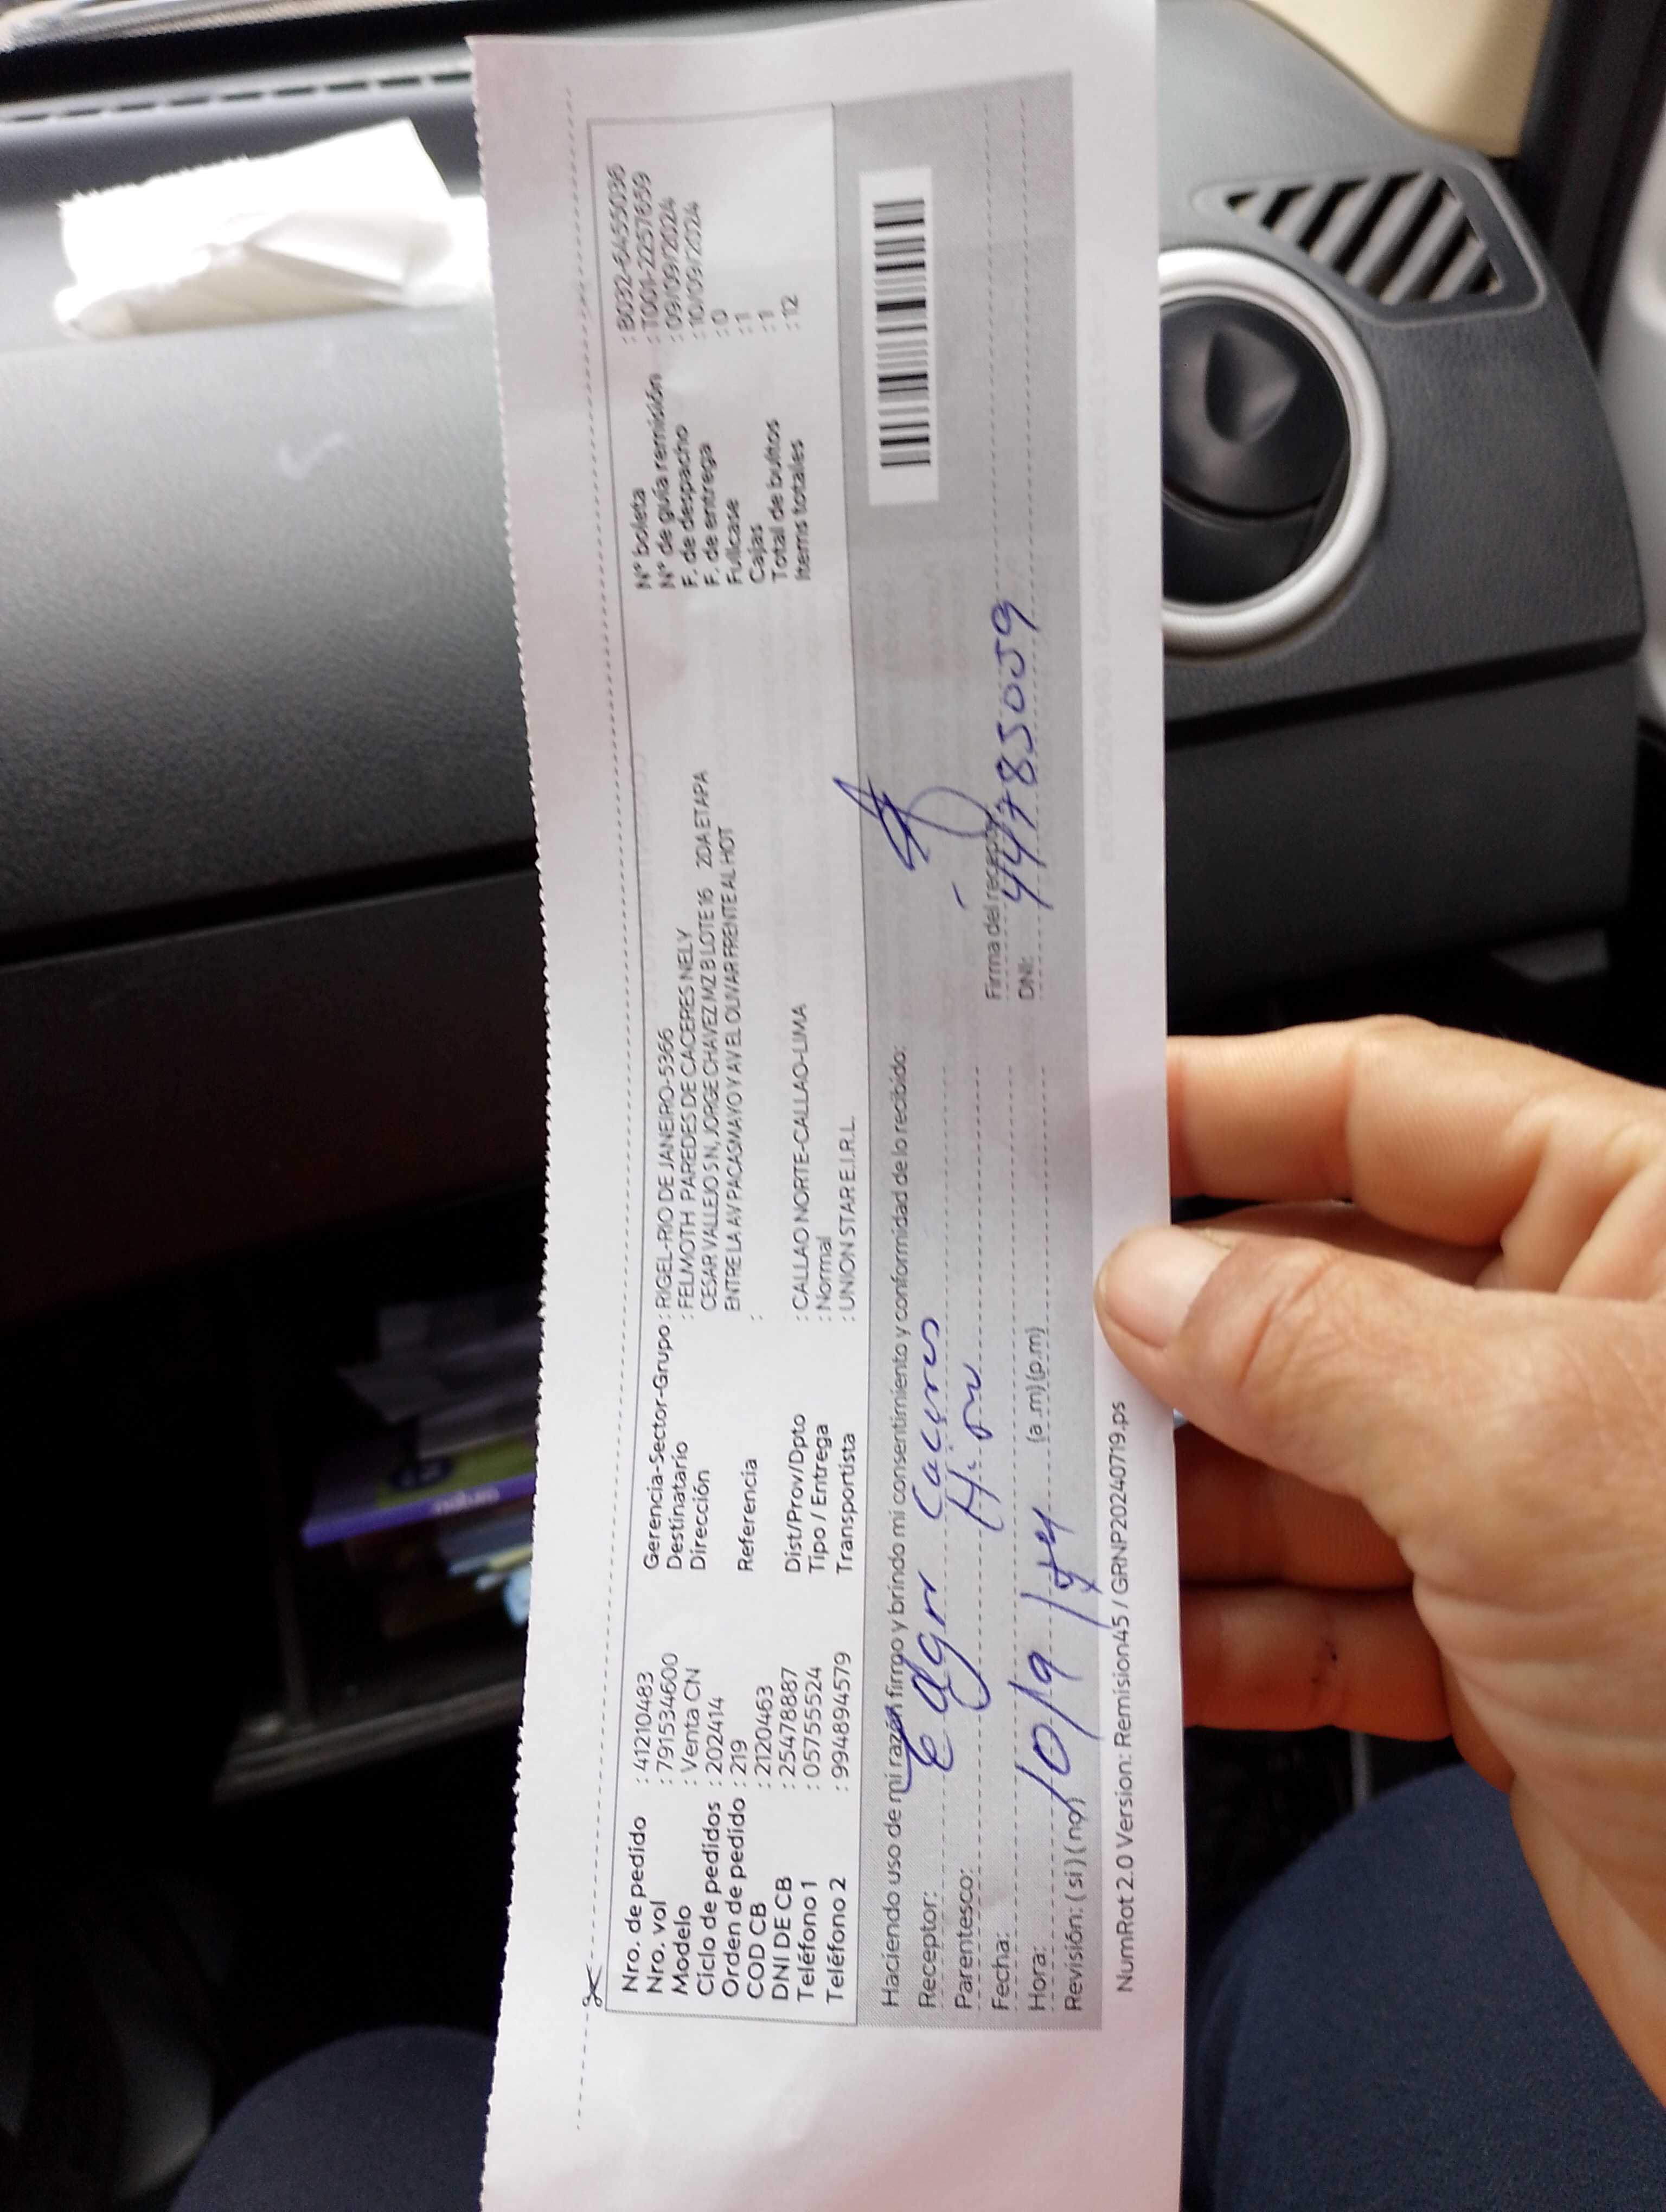 Nro. de pedido : 41210483
Nro. vol : 791534600
Modelo : Venta CN
Ciclo de pedidos : 202414
Orden de pedido : 219
COD CB : 2120463
DNI DE CB : 25478887
Teléfono 1 : 057555524
Teléfono 2 : 994894579
Gerencia-Sector-Grupo : RIGEL-RIO DE JANEIRO-5366
Destinatario : FELMOTH PAREDES DE CACERES NELY
Dirección CESAR VALLEJO SN, JORGE CHAVEZ MZ B LOTE 16 2DA ETAPA
ENTRE LA AV PACASMAYO Y AV EL OLIVAR FRENTE AL HOT
Referencia :
Dist/Prov/Dpto : CALLAO NORTE-CALLAO-LIMA
Tipo / Entrega : Normal
Transportista : UNION STAR E.I.R.L.
N° boleta : B032-6455036
N° de guía remisión : T001-2257659
F. de despacho : 09/09/2024
F. de entrega : 10/09/2024
Fullcase : 0
Cajas : 1
Total de bultos : 1
Items totales : 12
Haciendo uso de mi razón firmo y brindo mi consentimiento y conformidad de lo recibido:
Receptor: Edgar Caceres
Parentesco:
Fecha: 10/9/24
Hora: (a.m) (p.m)
Revisión: ( si ) ( no )
Firma del receptor
DNI: 44785059
NumRot 2.0 Version: Remision45 / GRNP20240719.ps
natura